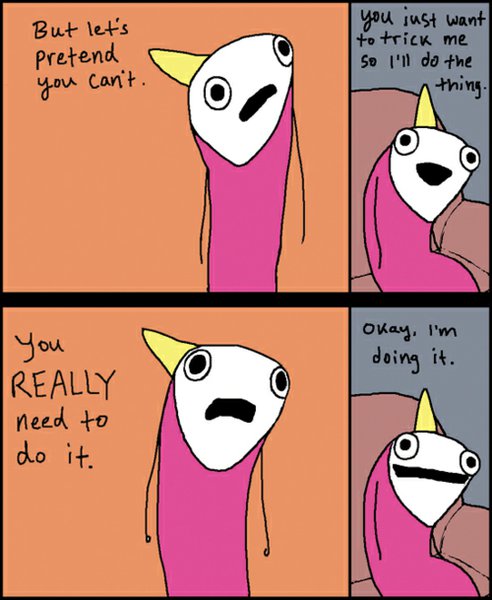 But let's
pretend
you can't.
you just want
to trick me
so I'll do the
thing.
You
REALLY
need to
do it.
Okay, I'm
doing it.